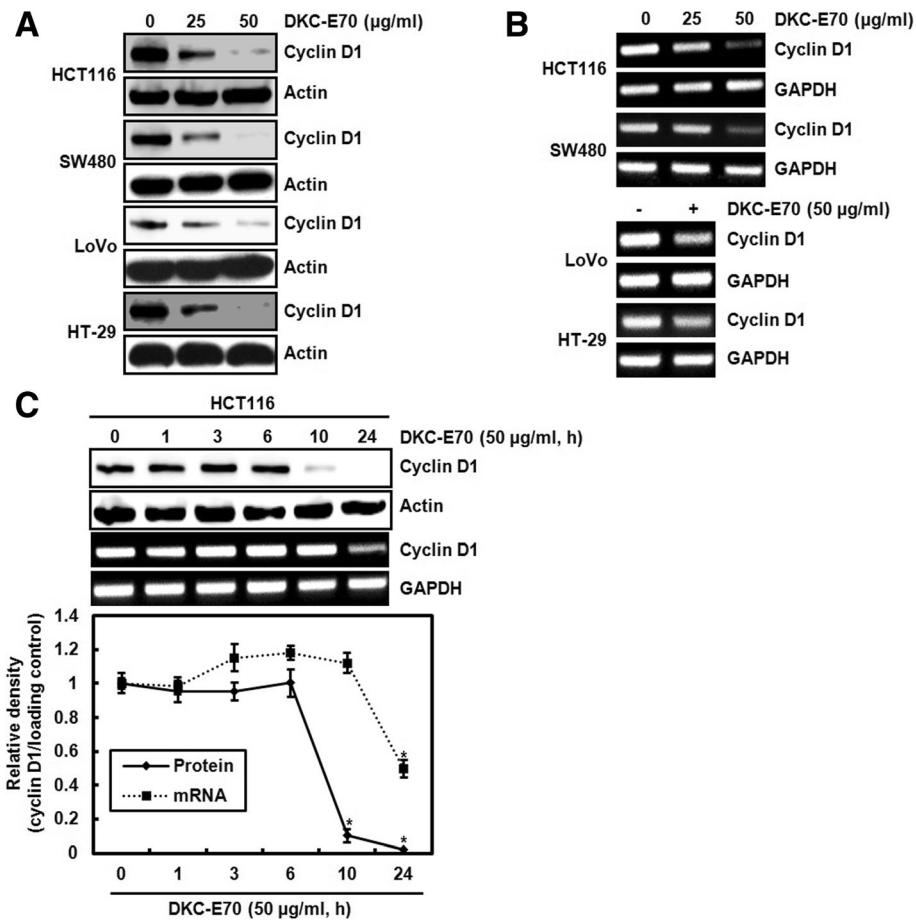 A
0 25 50 DKC-E70 (μg/ml)
HCT116
Cyclin D1
Actin
SW480
Cyclin D1
Actin
LoVo
Cyclin D1
Actin
HT-29
Cyclin D1
Actin
B
0 25 50 DKC-E70 (μg/ml)
HCT116
Cyclin D1
GAPDH
SW480
Cyclin D1
GAPDH
- + DKC-E70 (50 μg/ml)
LoVo
Cyclin D1
GAPDH
HT-29
Cyclin D1
GAPDH
C
HCT116
0 1 3 6 10 24 DKC-E70 (50 μg/ml, h)
Cyclin D1
Actin
Cyclin D1
GAPDH
Relative density
(cyclin D1/loading control)
1.4
1.2
1
0.8
0.6
0.4
0.2
0
Protein
mRNA
*
*
*
0 1 3 6 10 24
DKC-E70 (50 μg/ml, h)